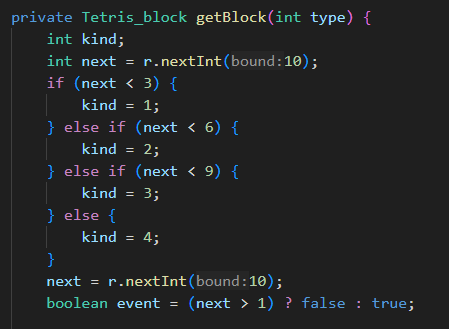 private Tetris_block getBlock(int type) {
int kind;
int next = r.nextInt(bound:10);
if (next < 3) {
kind = 1;
} else if (next < 6) {
kind = 2;
} else if (next < 9) {
kind = 3;
} else {
kind = 4;
}
next = r.nextInt(bound:10);
boolean event = (next > 1) ? false : true;